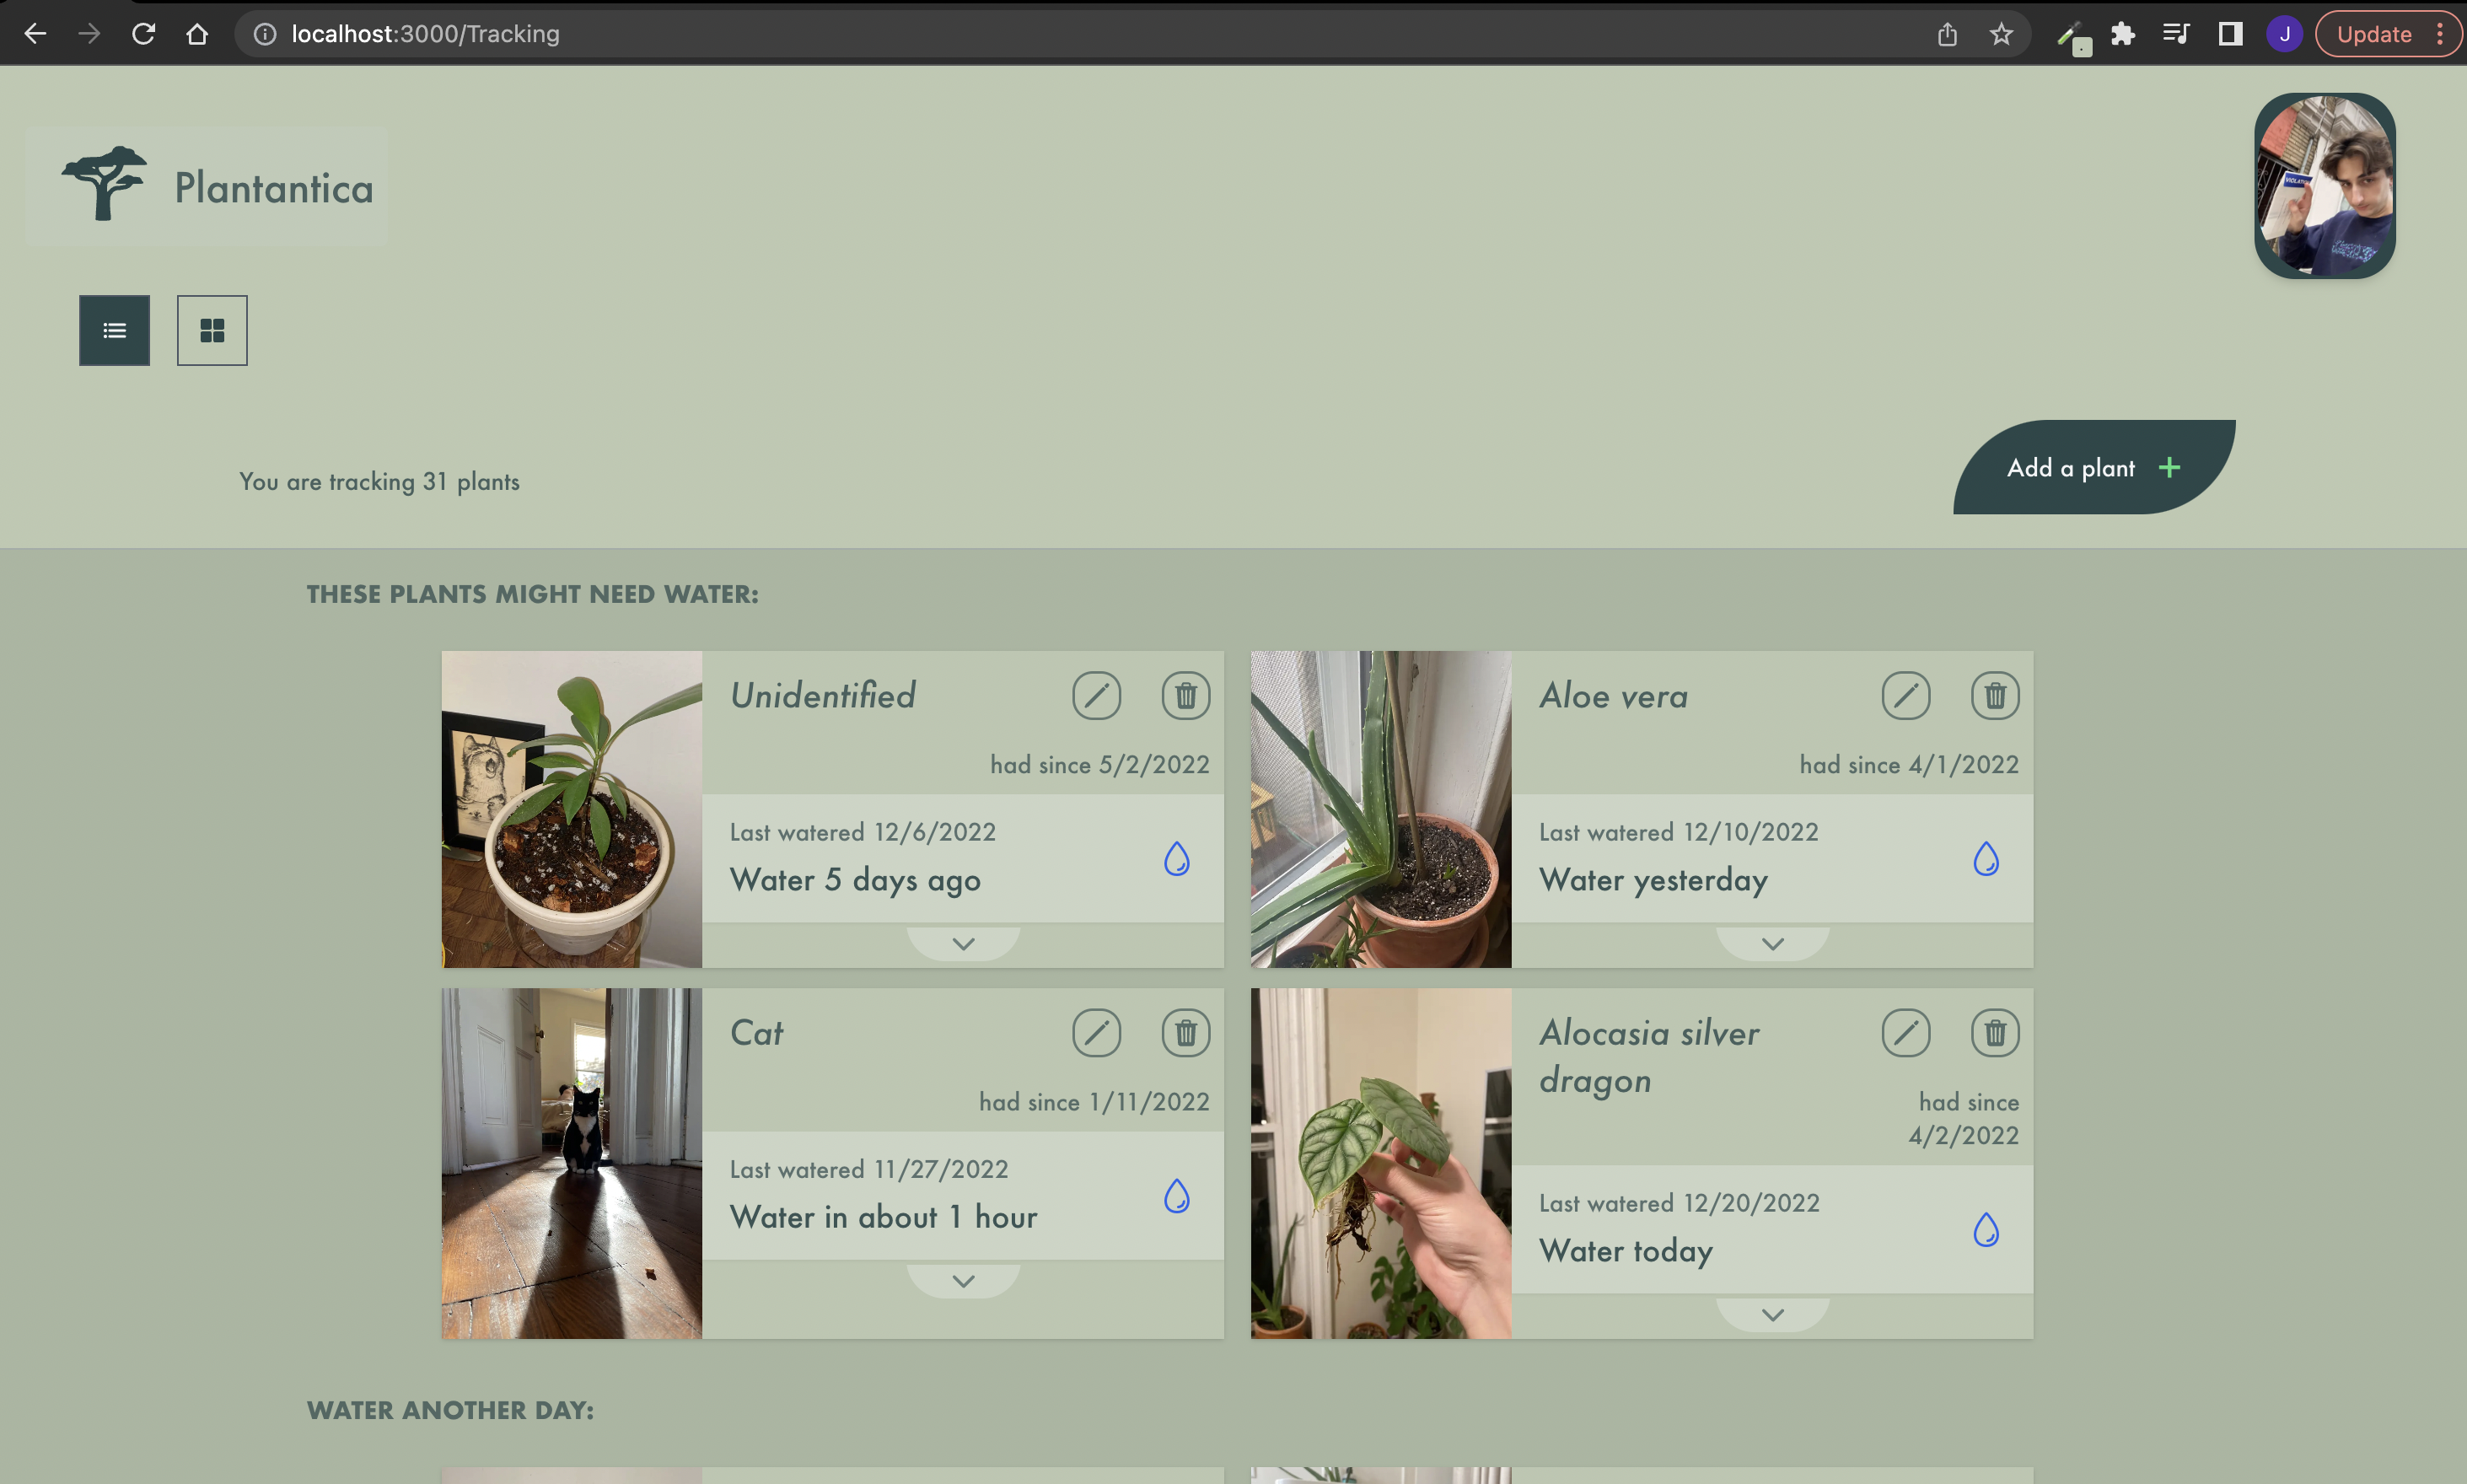 localhost:3000/Tracking
J
Update
Plantantica
VIOLATION
You are tracking 31 plants
Add a plant +
THESE PLANTS MIGHT NEED WATER:
Unidentified
had since 5/2/2022
Last watered 12/6/2022
Water 5 days ago
Aloe vera
had since 4/1/2022
Last watered 12/10/2022
Water yesterday
Cat
had since 1/11/2022
Last watered 11/27/2022
Water in about 1 hour
Alocasia silver
dragon
had since
4/2/2022
Last watered 12/20/2022
Water today
WATER ANOTHER DAY: